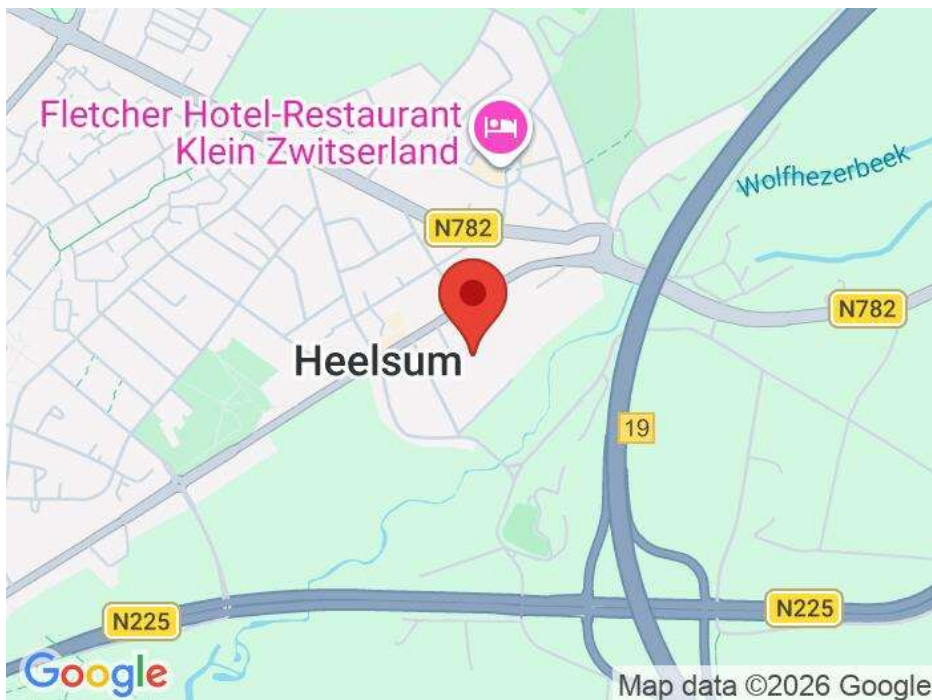 Fletcher Hotel-Restaurant
Klein Zwitserland
Wolfhezerbeek
N782
N782
Heelsum
19
N225
N225
Google
Map data ©2026 Google